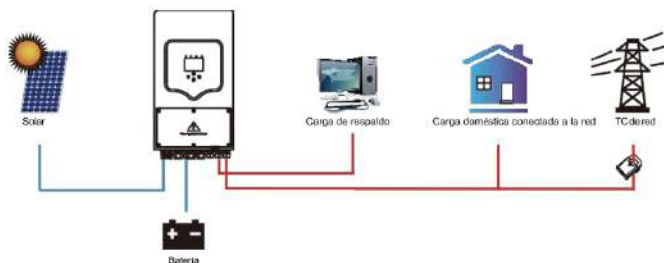 Solar
Carga de respaldo
Carga doméstica conectada a la red
TC de red
Batería